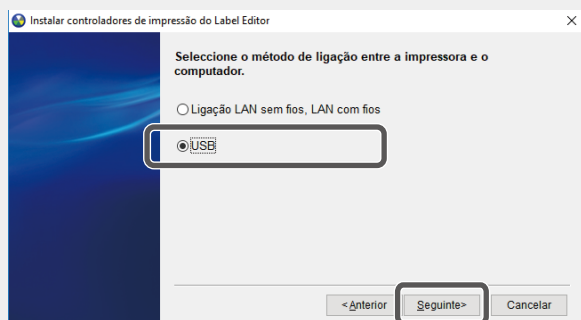 Instalar controladores de impressão do Label Editor
Seleccione o método de ligação entre a impressora e o
computador.
Ligação LAN sem fios, LAN com fios
USB
<Anterior
Seguinte>
Cancelar